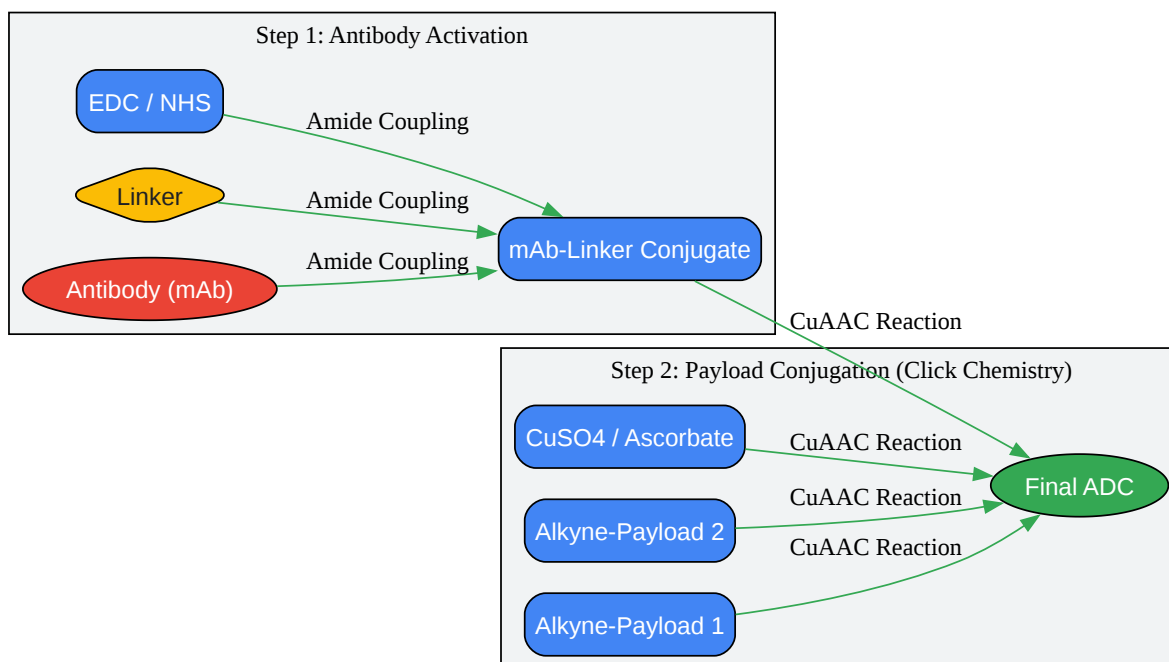 Step 1: Antibody Activation
EDC / NHS
Amide Coupling
Linker
Amide Coupling
mAb-Linker Conjugate
Antibody (mAb)
Amide Coupling
CuAAC Reaction
Step 2: Payload Conjugation (Click Chemistry)
CuSO4 / Ascorbate
CuAAC Reaction
Final ADC
Alkyne-Payload 2
CuAAC Reaction
Alkyne-Payload 1
CuAAC Reaction